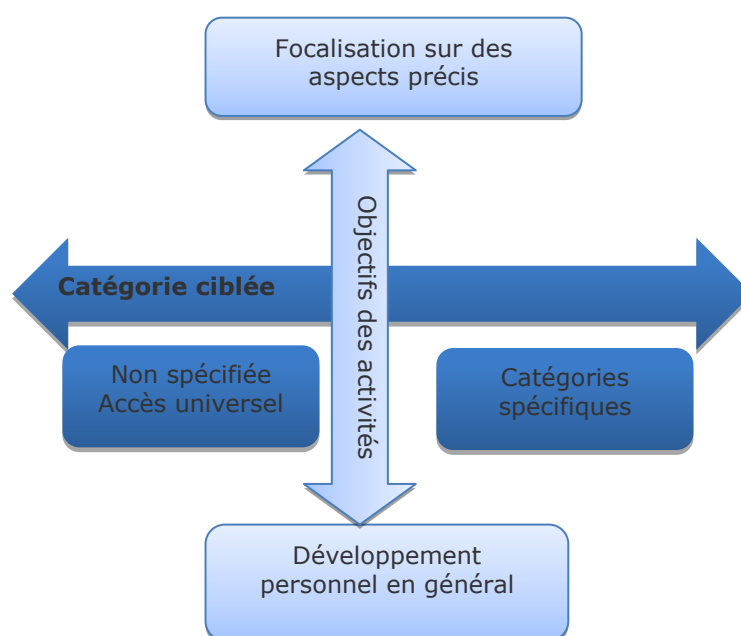 Focalisation sur des
aspects précis
Objectifs des activités
Catégorie ciblée
Non spécifiée
Accès universel
Catégories
spécifiques
Développement
personnel en général